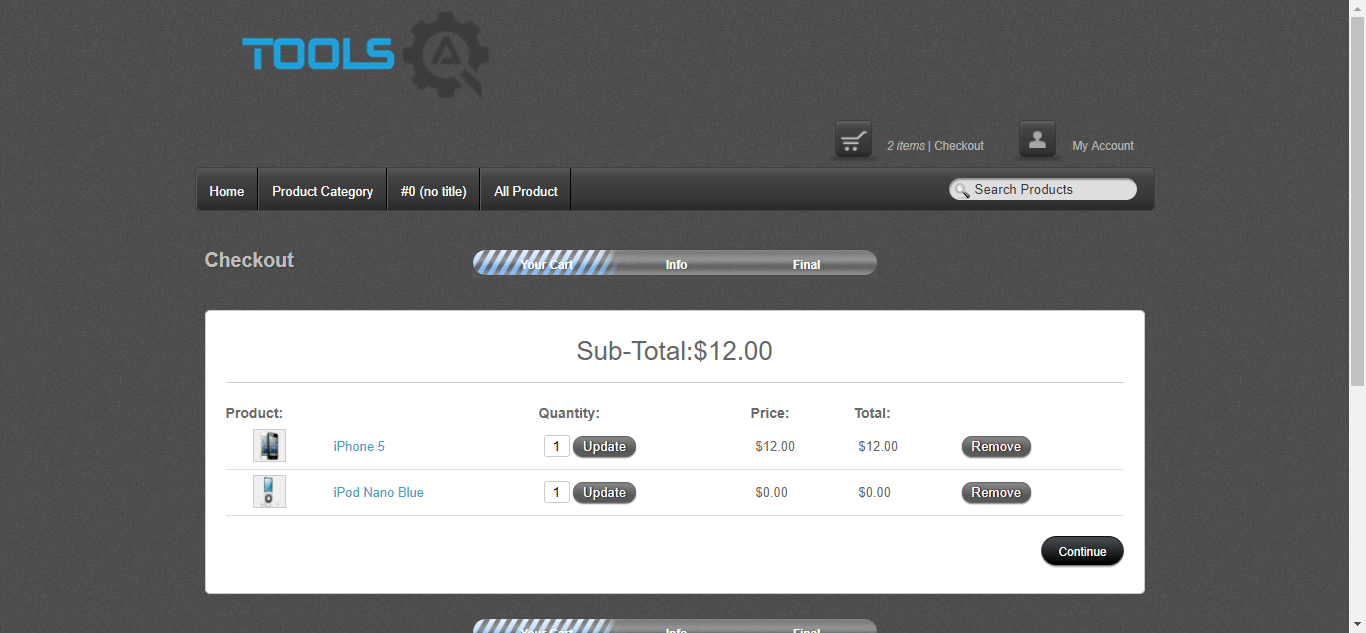 TOOLS
2 items | Checkout My Account
Home Product Category #0 (no title) All Product Search Products
Checkout Your Cart Info Final
Sub-Total:$12.00
Product: Quantity: Price: Total:
iPhone 5 1 Update $12.00 $12.00 Remove
iPod Nano Blue 1 Update $0.00 $0.00 Remove
Continue
Your Cart Info Final